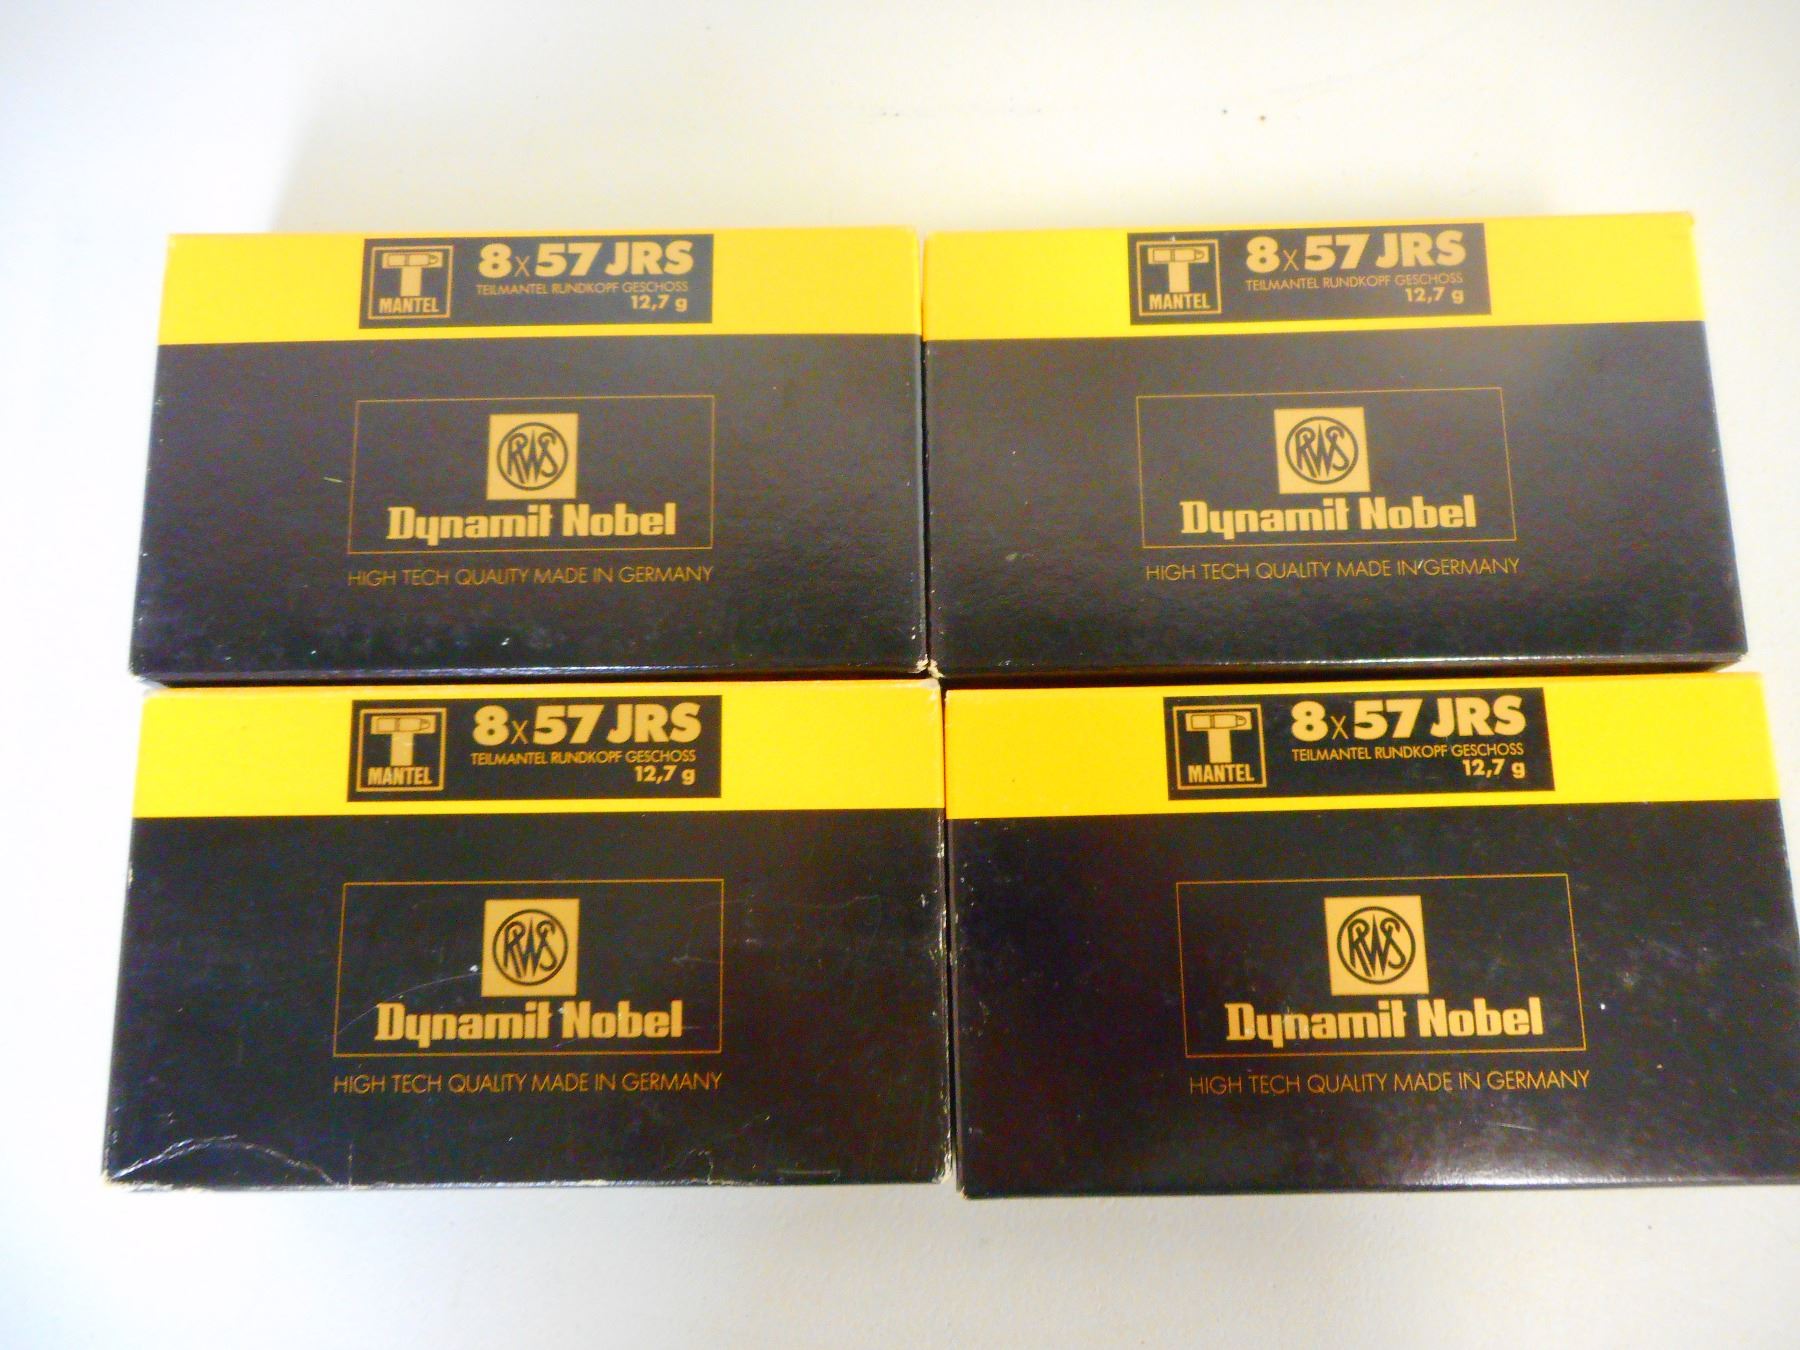 T
MANTEL
8x57 JRS
TEILMANTEL RUNDKOPF GESCHOSS
12,7 g
RWS
Dynamit Nobel
HIGH TECH QUALITY MADE IN GERMANY
T
MANTEL
8x57 JRS
TEILMANTEL RUNDKOPF GESCHOSS
12,7 g
RWS
Dynamit Nobel
HIGH TECH QUALITY MADE IN GERMANY
T
MANTEL
8x57 JRS
TEILMANTEL RUNDKOPF GESCHOSS
12,7 g
RWS
Dynamit Nobel
HIGH TECH QUALITY MADE IN GERMANY
T
MANTEL
8x57 JRS
TEILMANTEL RUNDKOPF GESCHOSS
12,7 g
RWS
Dynamit Nobel
HIGH TECH QUALITY MADE IN GERMANY